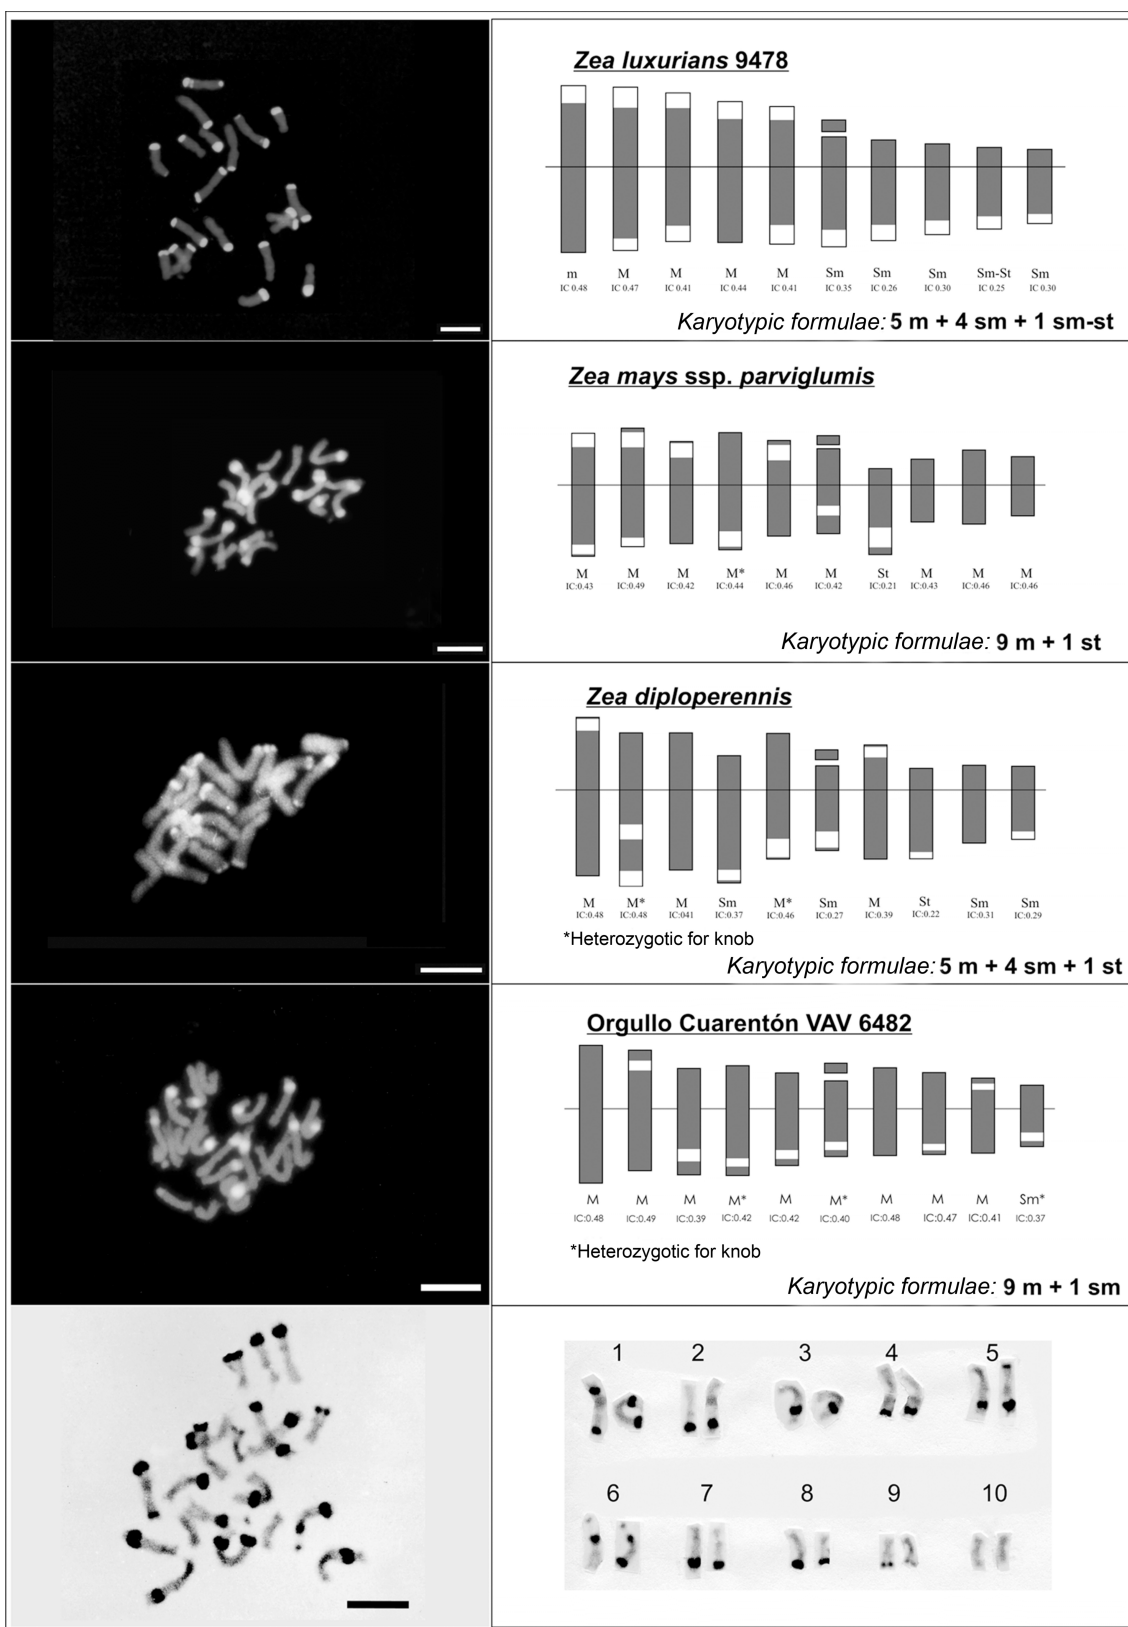 Zea luxurians 9478
m M M M M Sm Sm Sm Sm-St Sm
IC 0.48 IC 0.47 IC 0.41 IC 0.44 IC 0.41 IC 0.35 IC 0.26 IC 0.30 IC 0.25 IC 0.30
Karyotypic formulae: 5 m + 4 sm + 1 sm-st
Zea mays ssp. parviglumis
M M M M* M M St M M M
IC:0.43 IC:0.49 IC:0.42 IC:0.44 IC:0.46 IC:0.42 IC:0.21 IC:0.43 IC:0.46 IC:0.46
Karyotypic formulae: 9 m + 1 st
Zea diploperennis
M M* M Sm M* Sm M St Sm Sm
IC:0.48 IC:0.48 IC:041 IC:0.37 IC:0.46 IC:0.27 IC:0.39 IC:0.22 IC:0.31 IC:0.29
*Heterozygotic for knob
Karyotypic formulae: 5 m + 4 sm + 1 st
Orgullo Cuarentón VAV 6482
M M M M* M M* M M M Sm*
IC:0.48 IC:0.49 IC:0.39 IC:0.42 IC:0.42 IC:0.40 IC:0.48 IC:0.47 IC:0.41 IC:0.37
*Heterozygotic for knob
Karyotypic formulae: 9 m + 1 sm
1 2 3 4 5
6 7 8 9 10